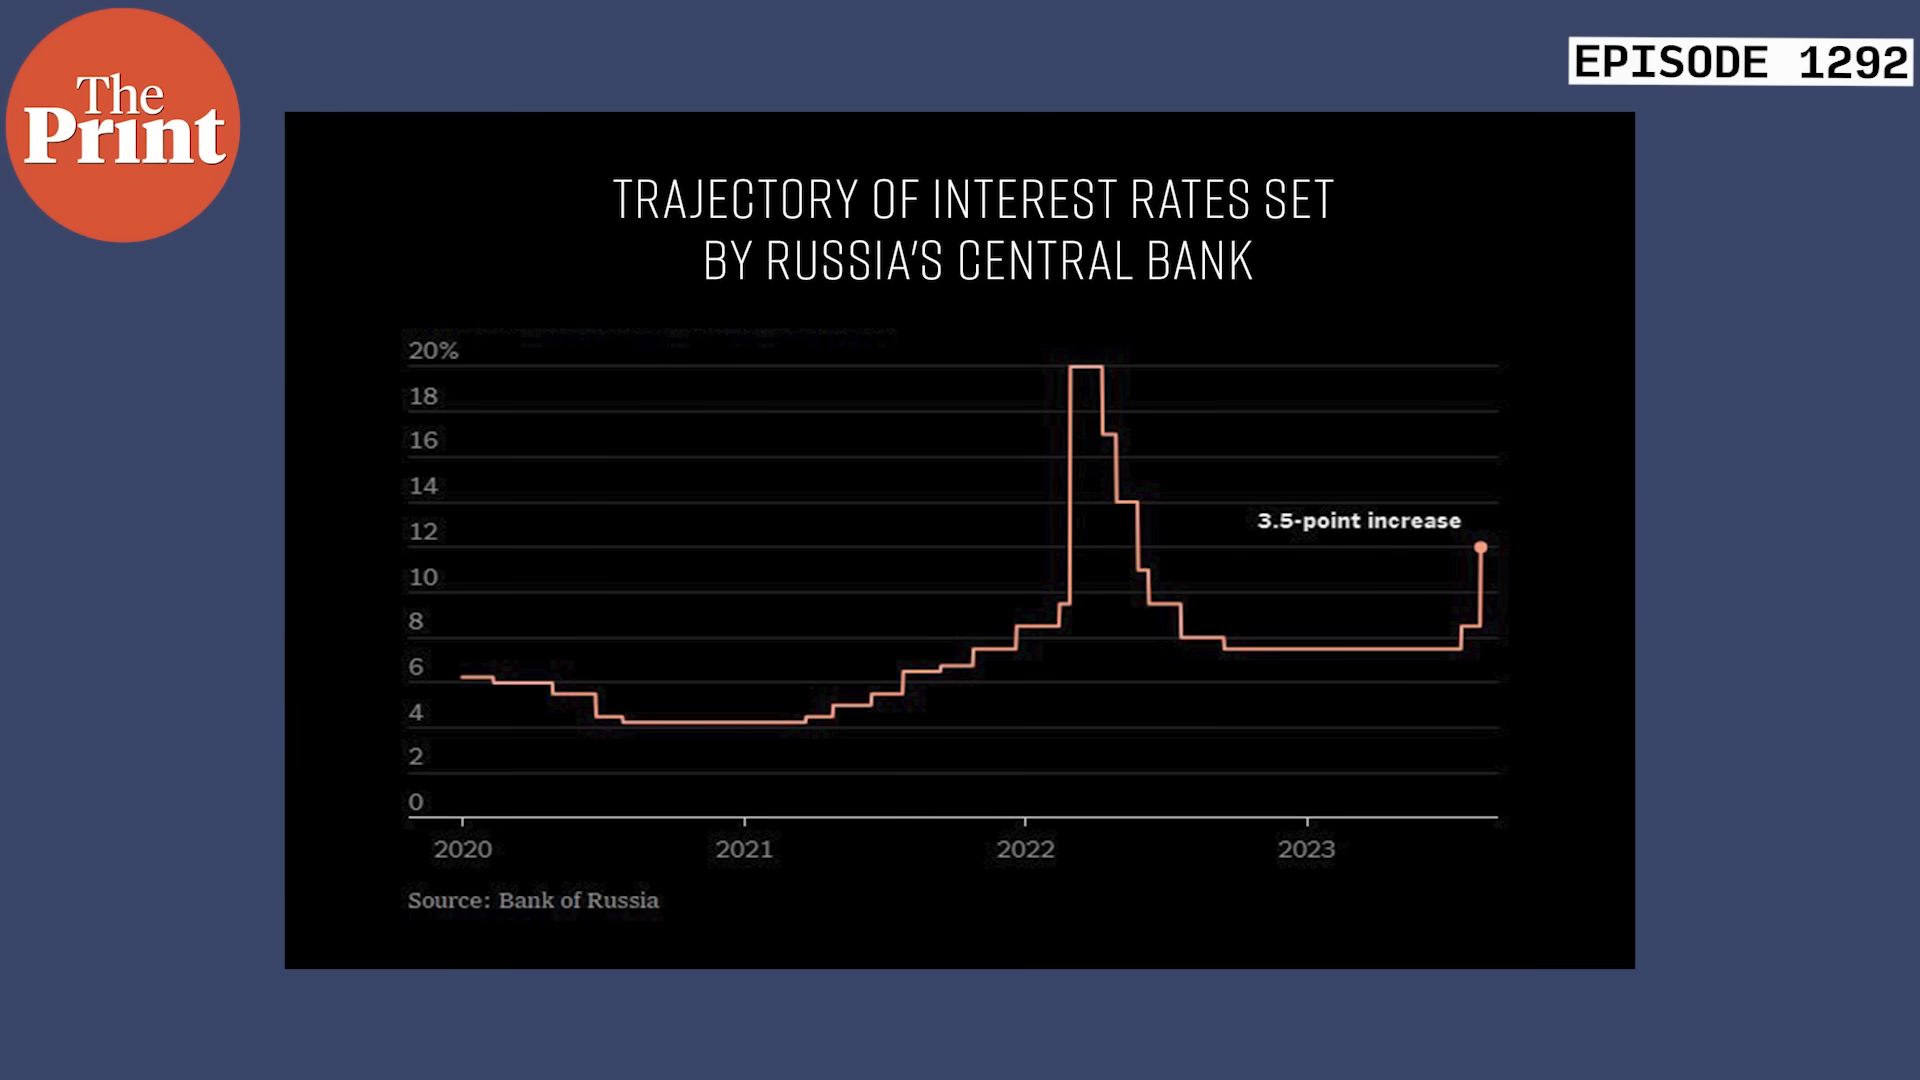 The
Print
EPISODE 1292
TRAJECTORY OF INTEREST RATES SET
BY RUSSIA'S CENTRAL BANK
20%
18
16
14
12
10
8
6
4
2
0
3.5-point increase
2020 2021 2022 2023
Source: Bank of Russia